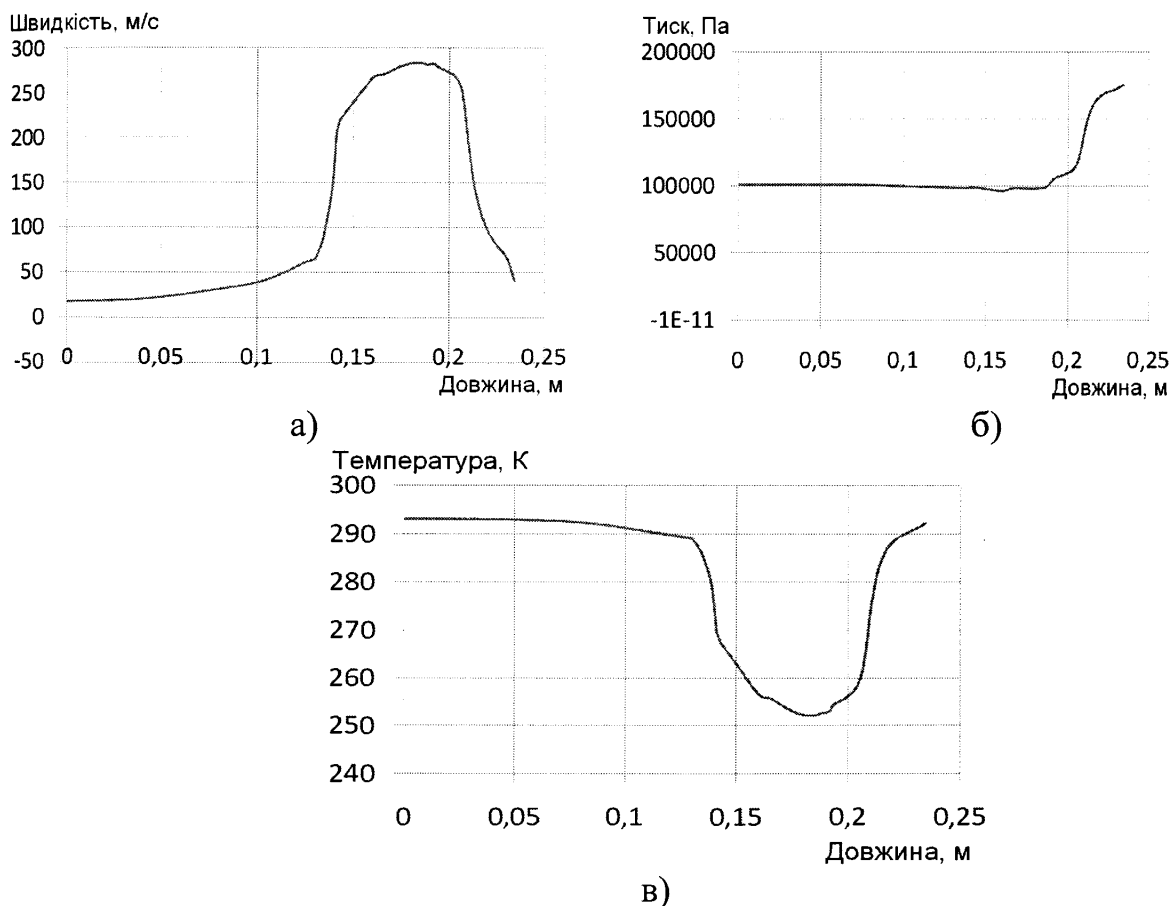 Швидкість, м/с
300
250
200
150
100
50
0
-50
0 0,05 0,1 0,15 0,2 0,25
Довжина, м
а)
Тиск, Па
200000
150000
100000
50000
-1E-11
0 0,05 0,1 0,15 0,2 0,25
Довжина, м
б)
Температура, К
300
290
280
270
260
250
240
0 0,05 0,1 0,15 0,2 0,25
Довжина, м
в)